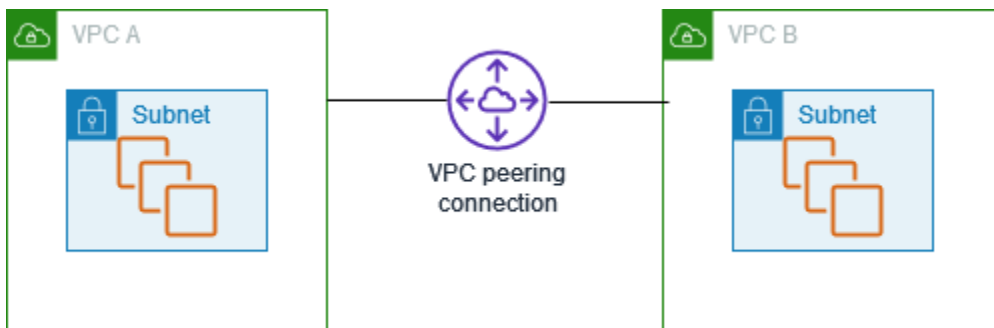 VPC A
VPC B
Subnet
Subnet
VPC peering
connection